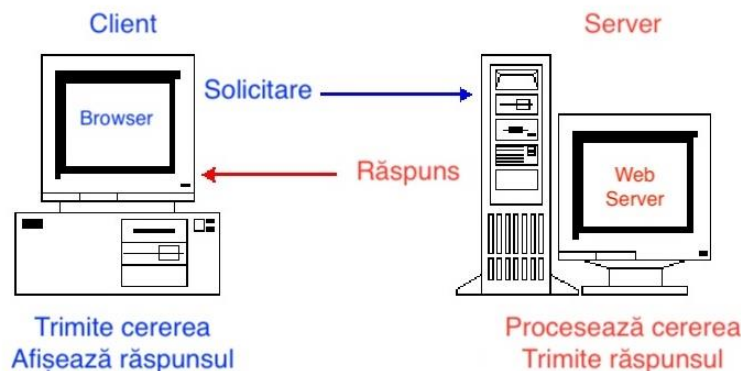 Client
Server
Browser
Solicitare
Răspuns
Web
Server
Trimite cererea
Afișează răspunsul
Procesează cererea
Trimite răspunsul